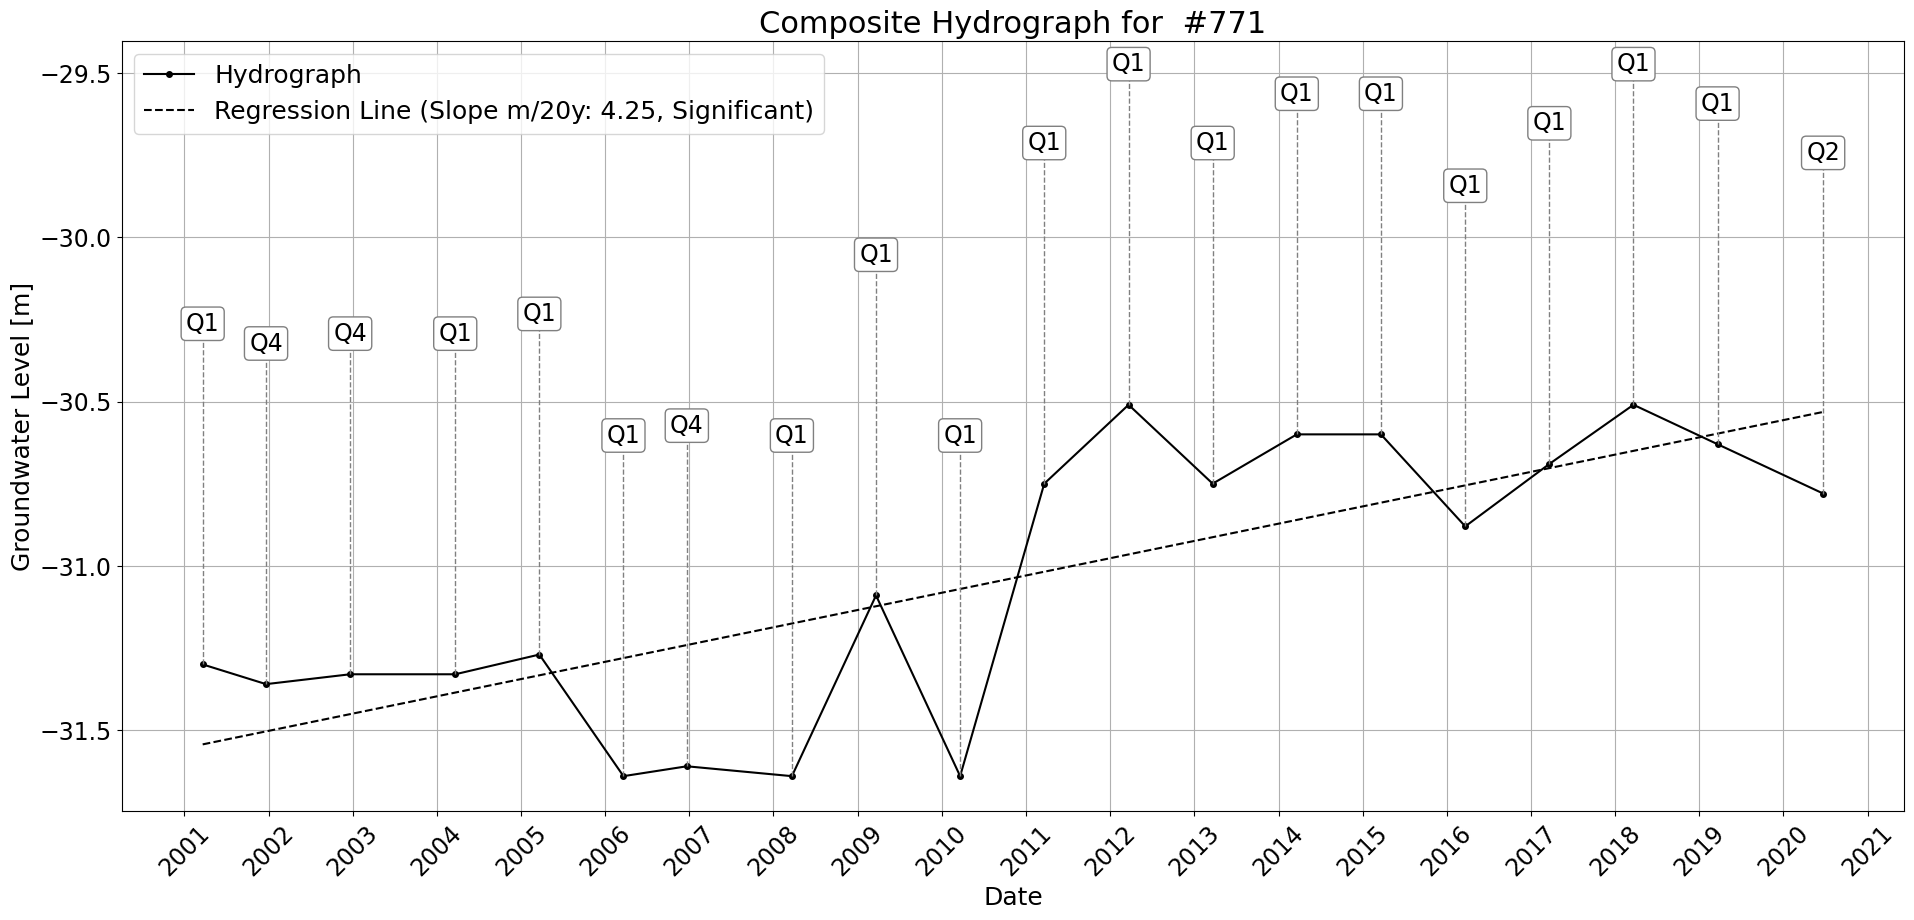 Composite Hydrograph for #771
Hydrograph
Regression Line (Slope m/20y: 4.25, Significant)
Groundwater Level [m]
−29.5
−30.0
−30.5
−31.0
−31.5
Q1
Q4
Q4
Q1
Q1
Q1
Q4
Q1
Q1
Q1
Q1
Q1
Q1
Q1
Q1
Q1
Q1
Q1
Q1
Q2
2001
2002
2003
2004
2005
2006
2007
2008
2009
2010
2011
2012
2013
2014
2015
2016
2017
2018
2019
2020
2021
Date